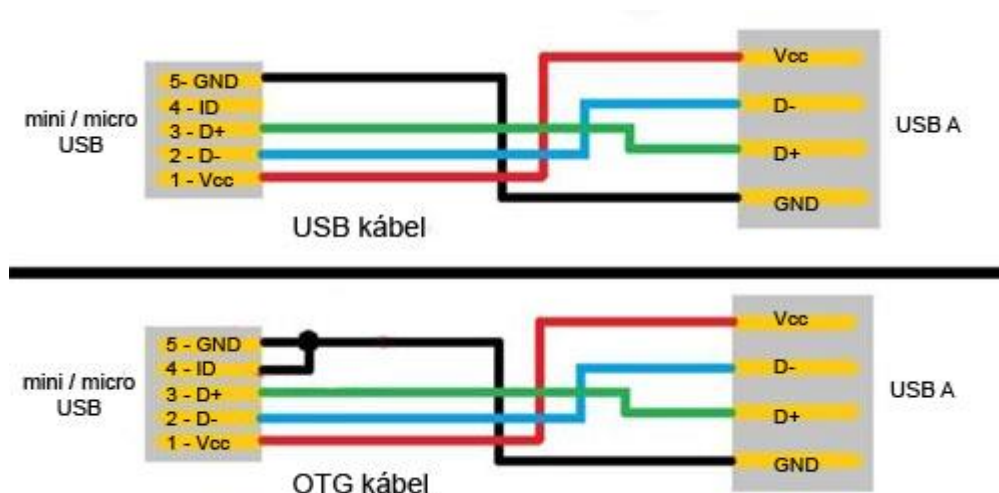 mini / micro
USB
5- GND
4 - ID
3 - D+
2 - D-
1 - Vcc
Vcc
D-
D+
GND
USB A
USB kábel
mini / micro
USB
5 - GND
4 - ID
3 - D+
2 - D-
1 - Vcc
Vcc
D-
D+
GND
USB A
OTG kábel